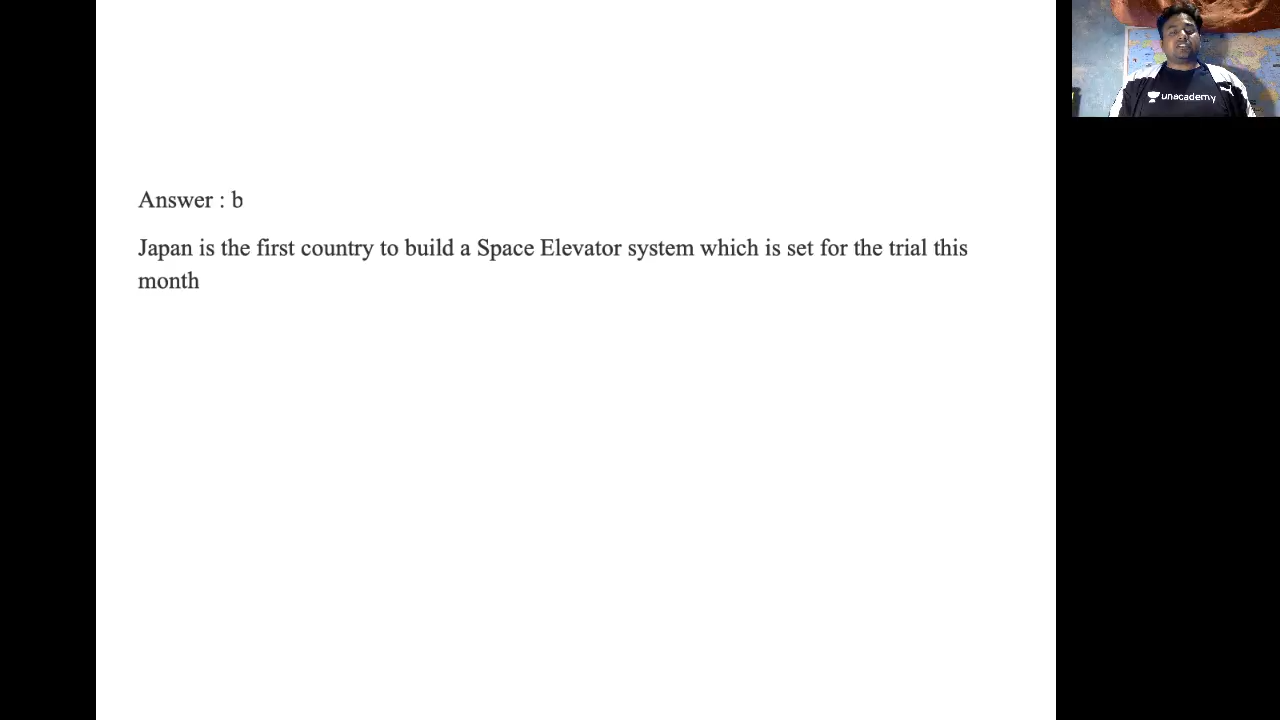 Answer : b
Japan is the first country to build a Space Elevator system which is set for the trial this
month
unacademy